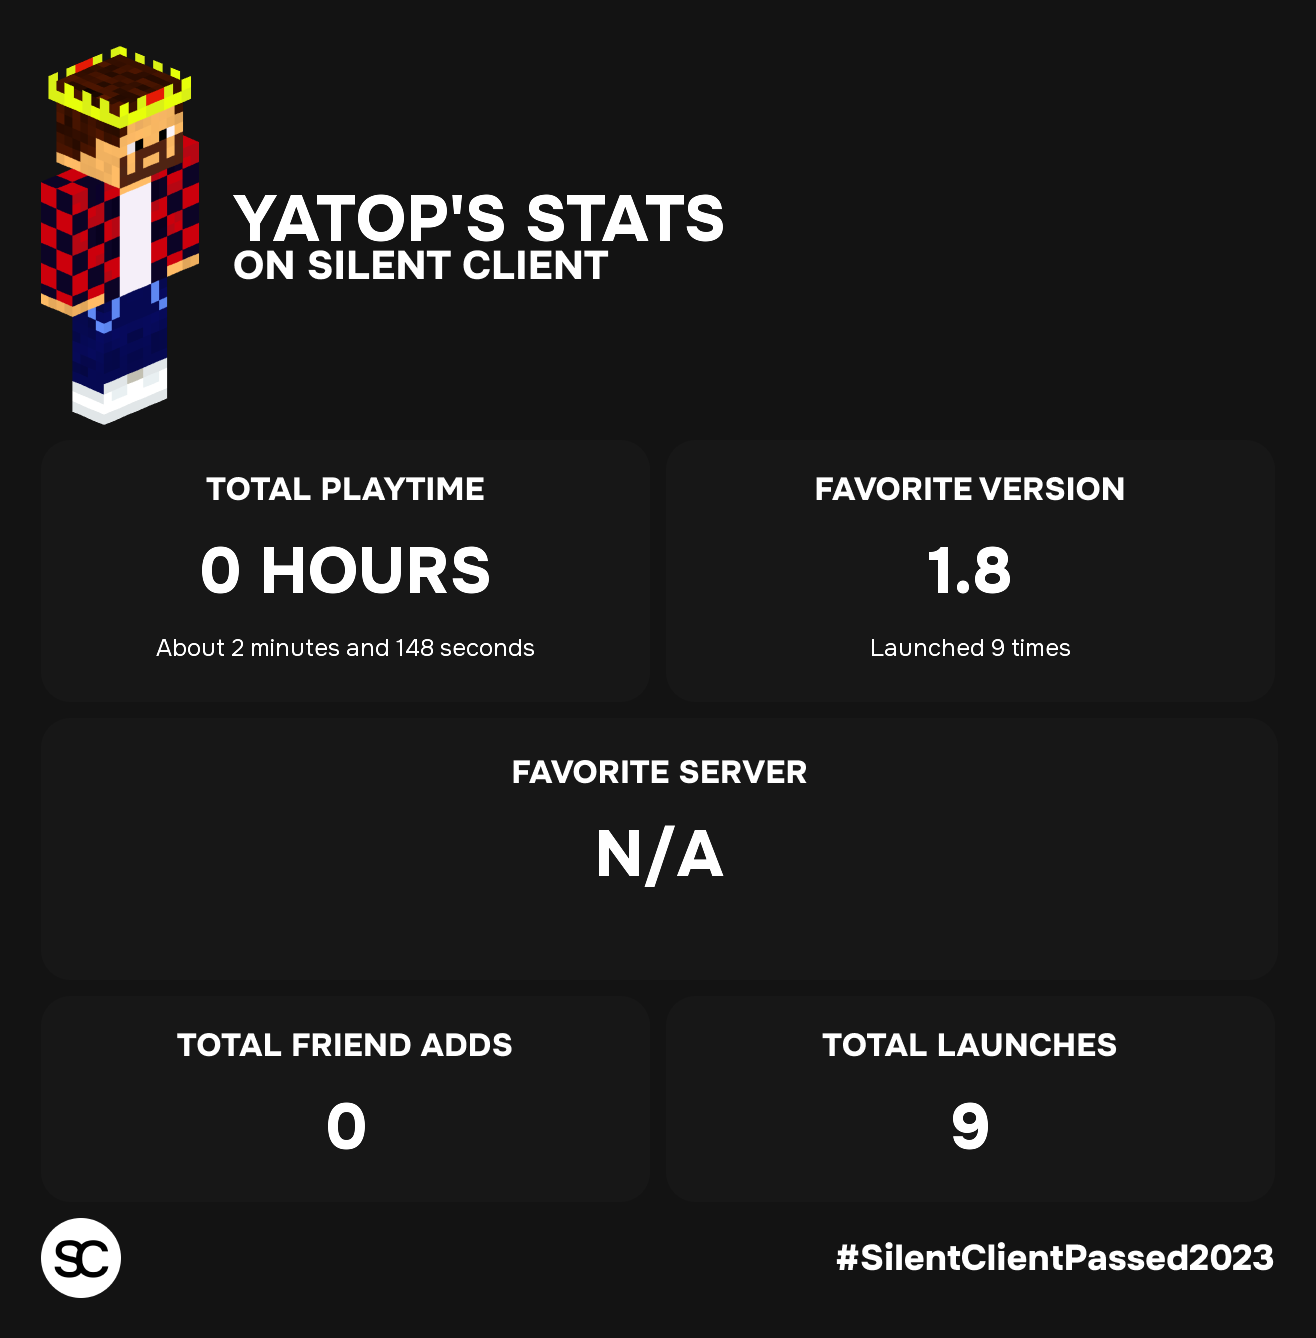 YATOP'S STATS
ON SILENT CLIENT
TOTAL PLAYTIME
0 HOURS
About 2 minutes and 148 seconds
FAVORITE VERSION
1.8
Launched 9 times
FAVORITE SERVER
N/A
TOTAL FRIEND ADDS
0
TOTAL LAUNCHES
9
SC
#SilentClientPassed2023